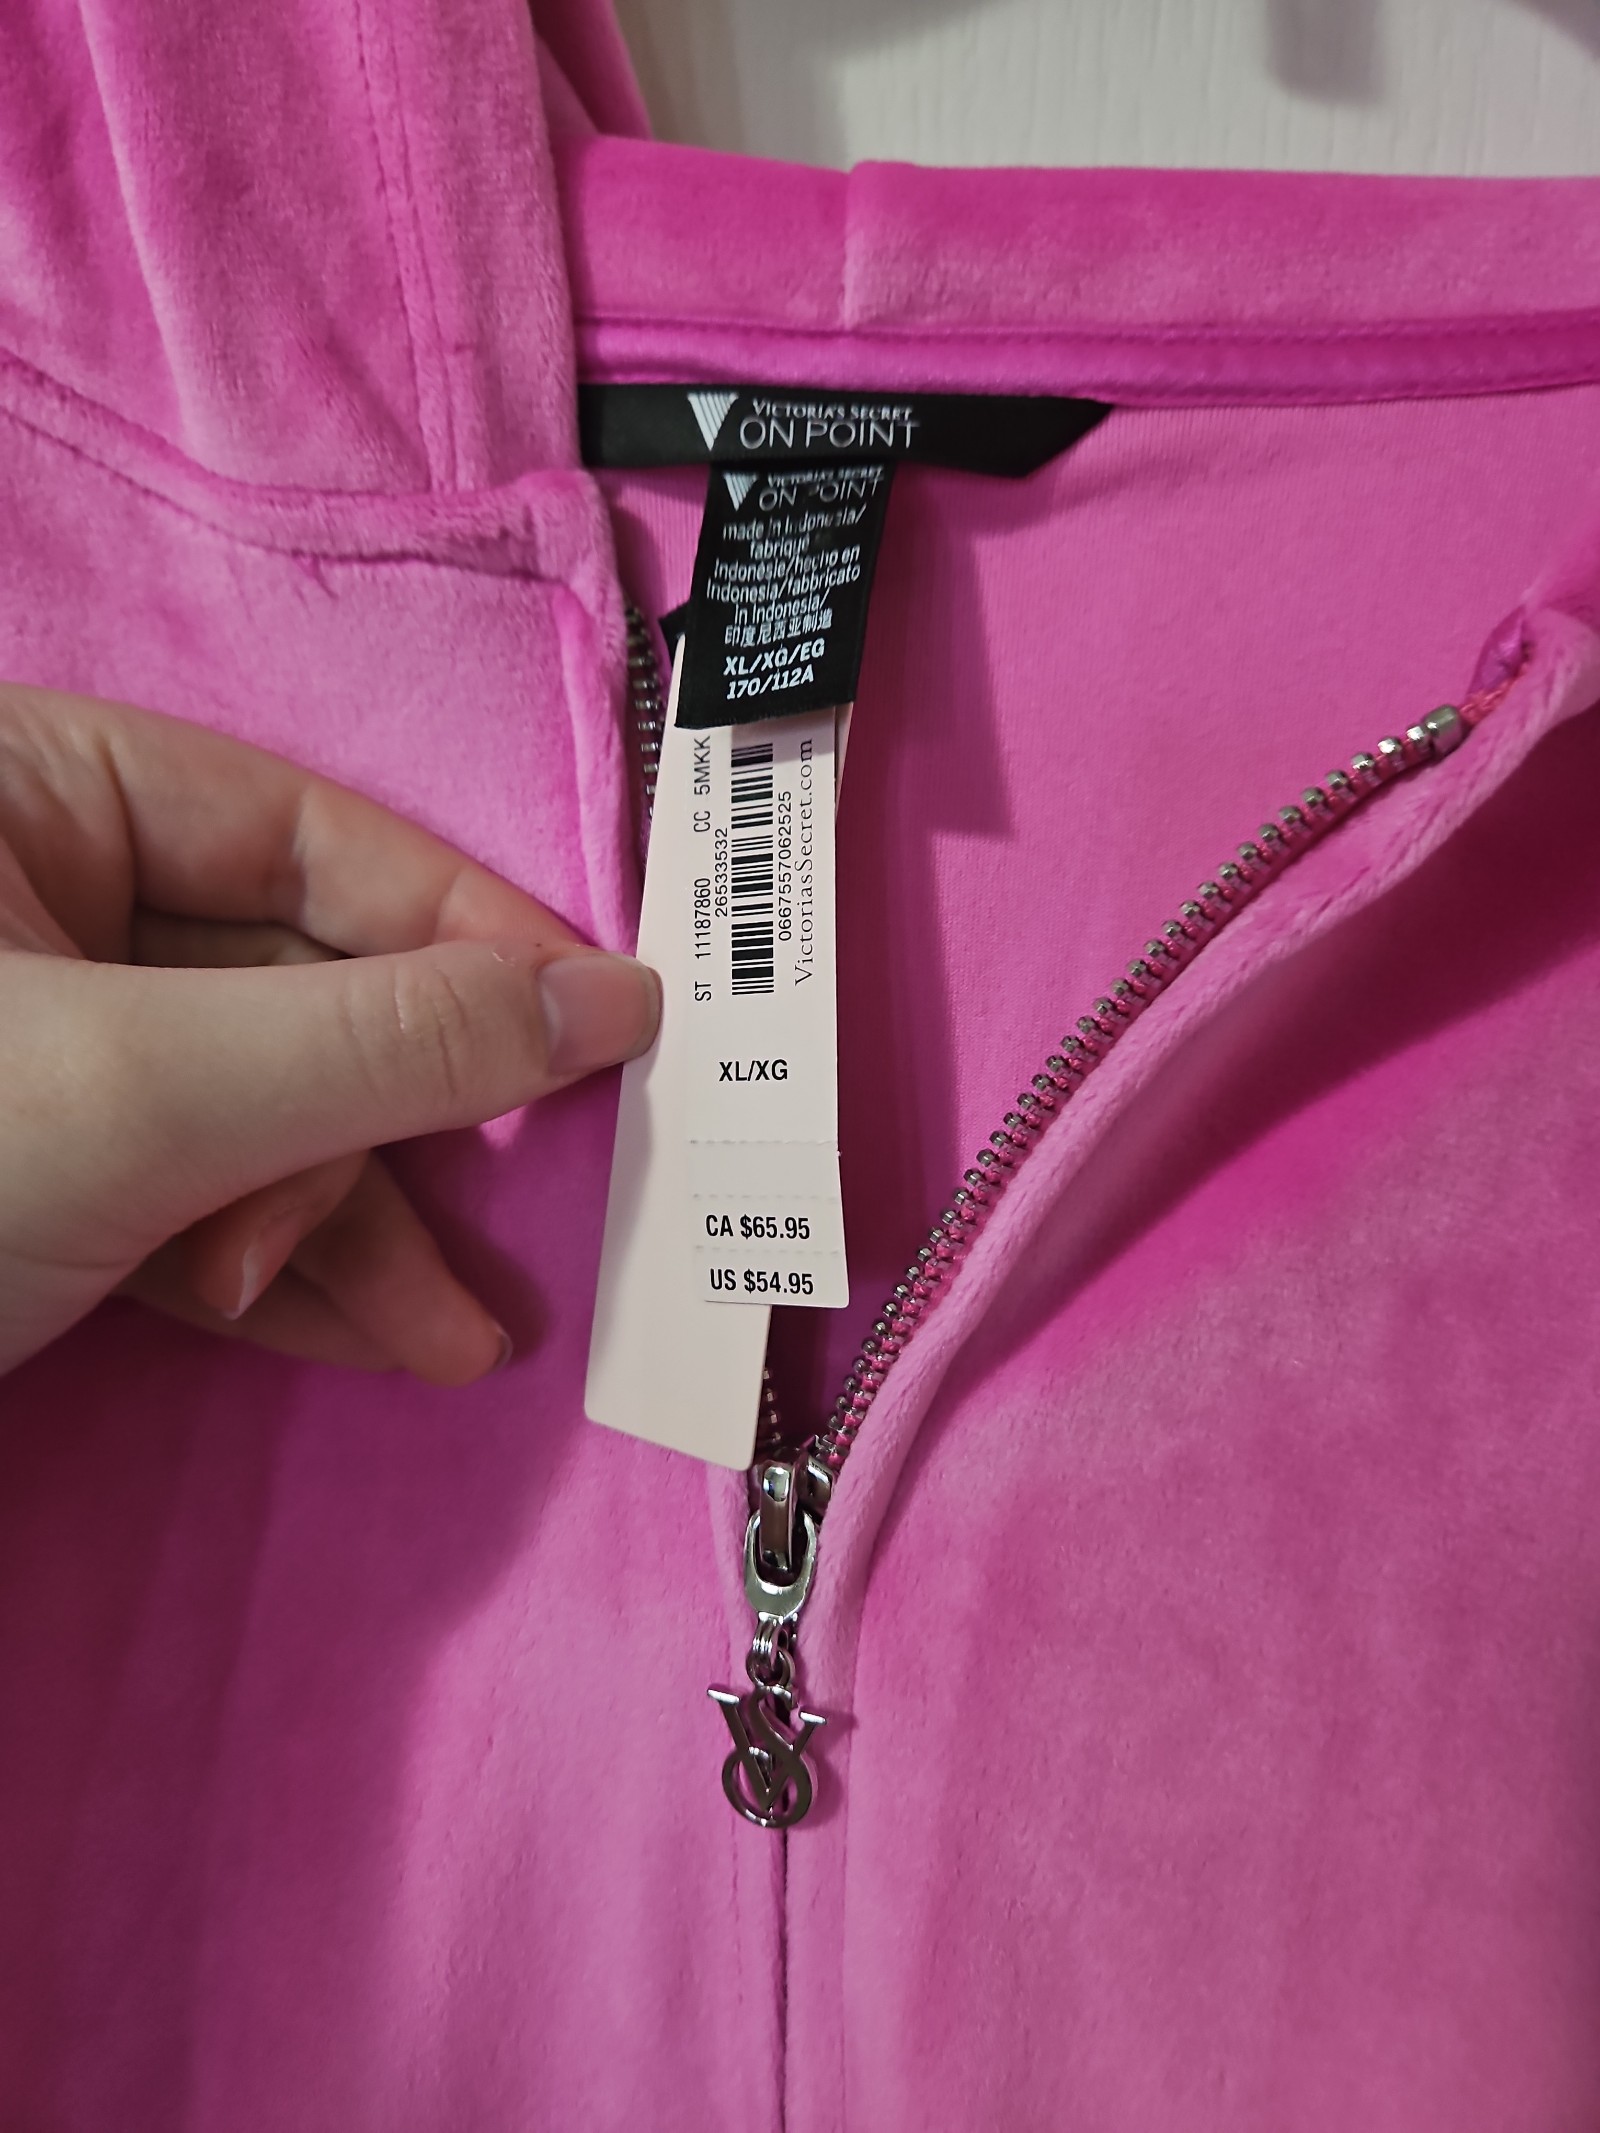 VICTORIA'S SECRET
ON POINT
VICTORIA'S SECRET
ON POINT
made in Indonesia/
fabriqué
Indonésie/hecho en
Indonesia/fabbricato
in Indonesia/
印度尼西亚制造
XL/XG/EG
170/112A
ST 11187860 CC 5MKK
26533532
0667557062525
VictoriasSecret.com
XL/XG
CA $65.95
US $54.95
VS